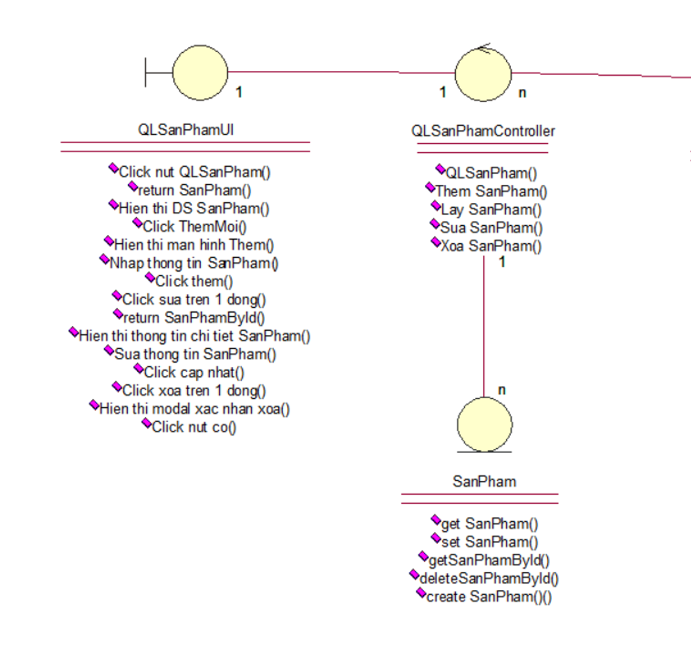 1
1
n
QLSanPhamUI
QLSanPhamController
Click nut QLSanPham()
return SanPham()
Hien thi DS SanPham()
Click ThemMoi()
Hien thi man hinh Them()
Nhap thong tin SanPham()
Click them()
Click sua tren 1 dong()
return SanPhamById()
Hien thi thong tin chi tiet SanPham()
Sua thong tin SanPham()
Click cap nhat()
Click xoa tren 1 dong()
Hien thi modal xac nhan xoa()
Click nut co()
QLSanPham()
Them SanPham()
Lay SanPham()
Sua SanPham()
Xoa SanPham()
1
n
SanPham
get SanPham()
set SanPham()
getSanPhamById()
deleteSanPhamById()
create SanPham()()